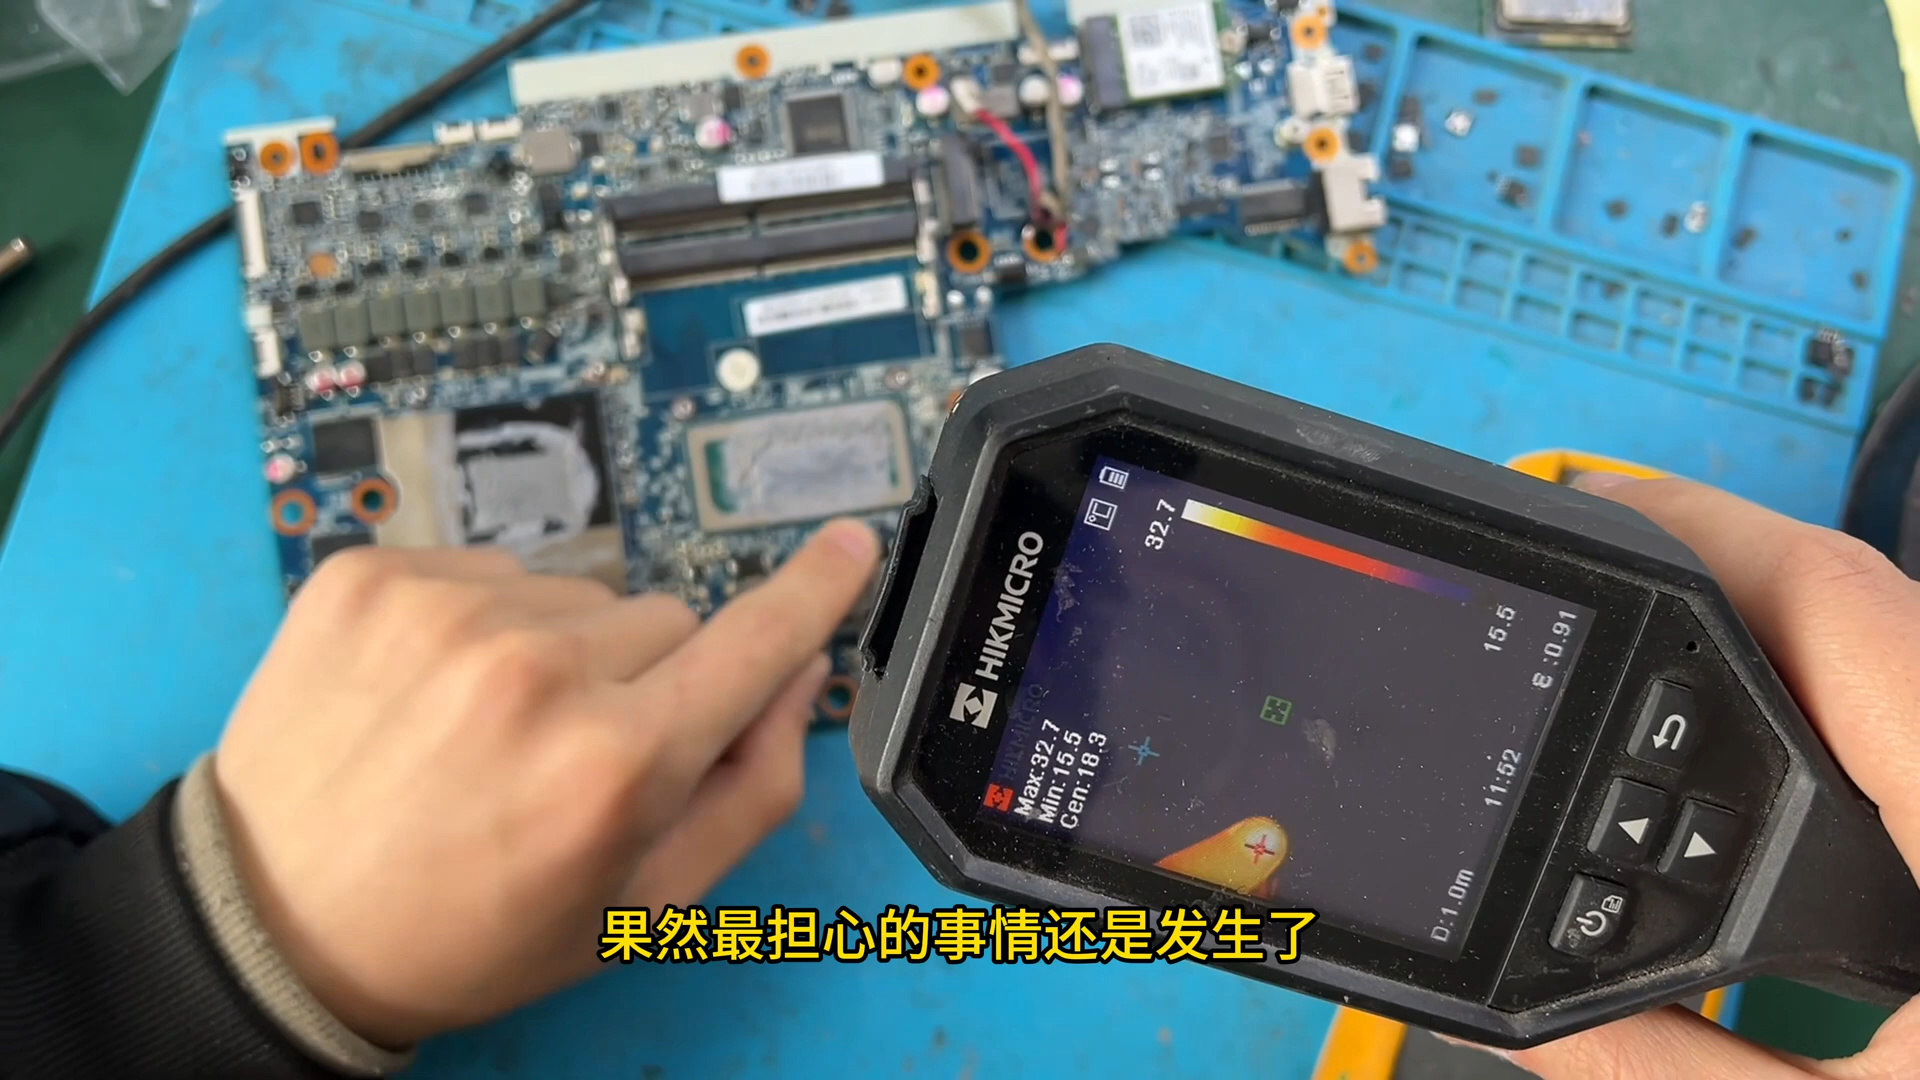 HIKMICRO
32.7
15.5
Max:32.7
Min:15.5
Cen:18.3
℃
8 :0.91
11:52
D:1.0m
果然最担心的事情还是发生了